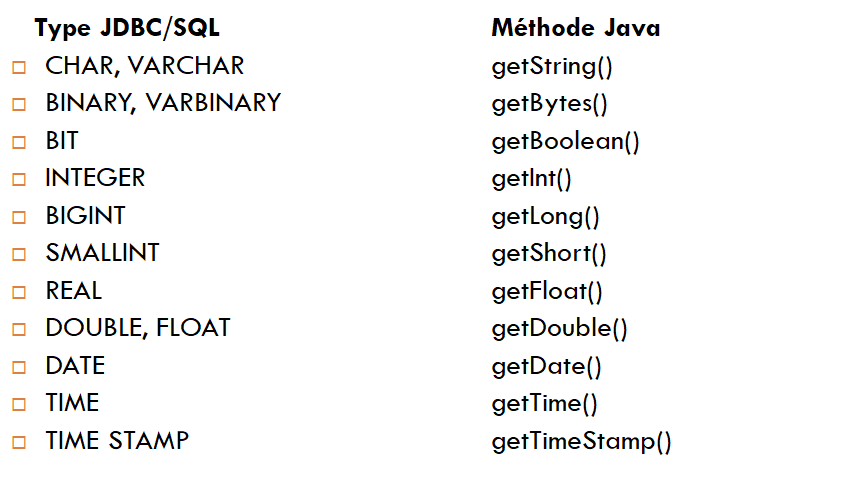 Type JDBC/SQL Méthode Java
CHAR, VARCHAR getString()
BINARY, VARBINARY getBytes()
BIT getBoolean()
INTEGER getInt()
BIGINT getLong()
SMALLINT getShort()
REAL getFloat()
DOUBLE, FLOAT getDouble()
DATE getDate()
TIME getTime()
TIME STAMP getTimeStamp()